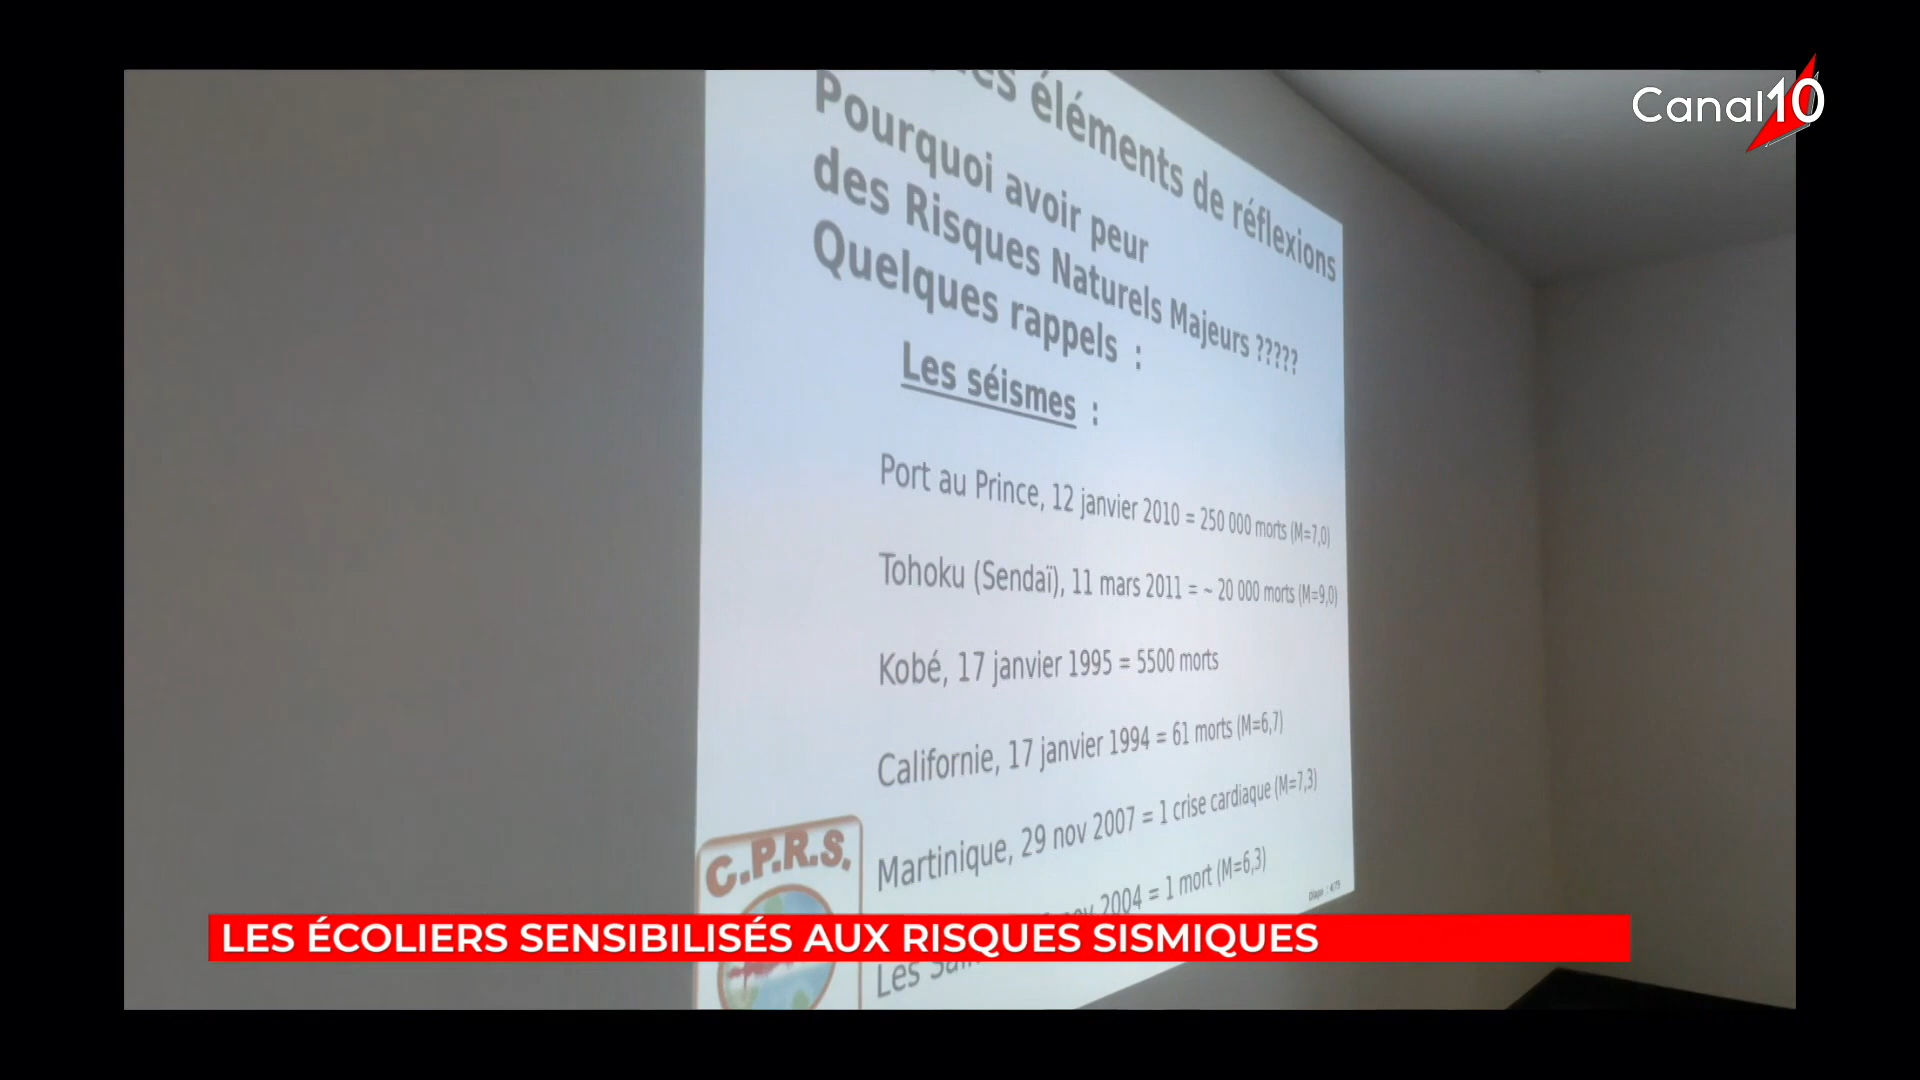 Canal10
éléments de réflexions
Pourquoi avoir peur
des Risques Naturels Majeurs ?????
Quelques rappels :
Les séismes :
Port au Prince, 12 janvier 2010 = 250 000 morts (M=7,0)
Tohoku (Sendaï), 11 mars 2011 = ~ 20 000 morts (M=9,0)
Kobé, 17 janvier 1995 = 5500 morts
Californie, 17 janvier 1994 = 61 morts (M=6,7)
Martinique, 29 nov 2007 = 1 crise cardiaque (M=7,3)
Les 2004 = 1 mort (M=6,3)
C.P.R.S.
LES ÉCOLIERS SENSIBILISÉS AUX RISQUES SISMIQUES